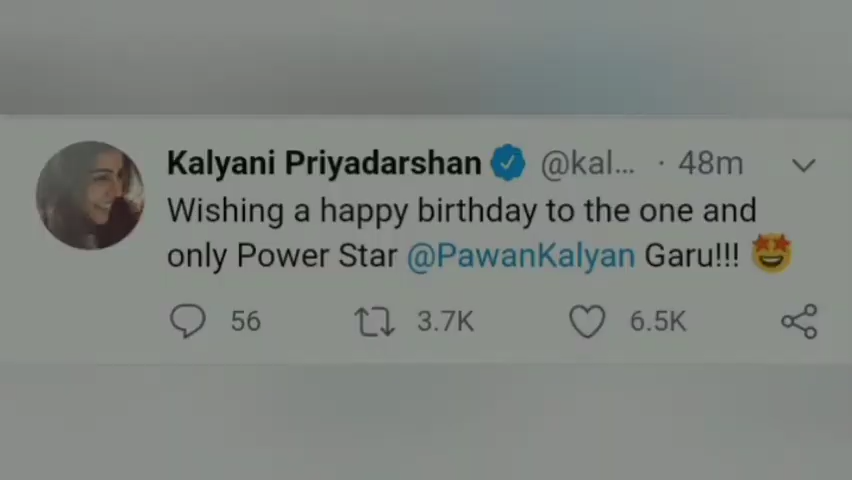 Kalyani Priyadarshan @kal... · 48m
Wishing a happy birthday to the one and
only Power Star @PawanKalyan Garu!!! 🤩
56 3.7K 6.5K